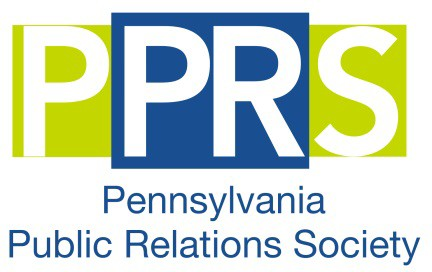 PPRS
Pennsylvania
Public Relations Society